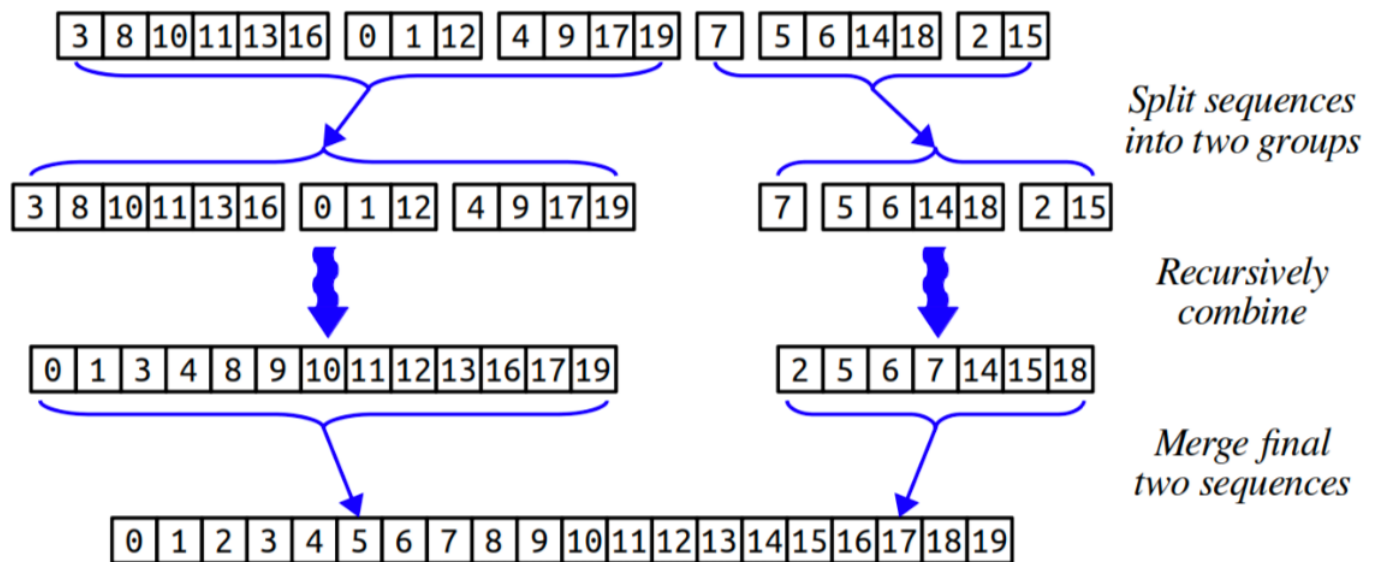 3 8 10 11 13 16 0 1 12 4 9 17 19 7 5 6 14 18 2 15
Split sequences
into two groups
3 8 10 11 13 16 0 1 12 4 9 17 19 7 5 6 14 18 2 15
Recursively
combine
0 1 3 4 8 9 10 11 12 13 16 17 19 2 5 6 7 14 15 18
Merge final
two sequences
0 1 2 3 4 5 6 7 8 9 10 11 12 13 14 15 16 17 18 19